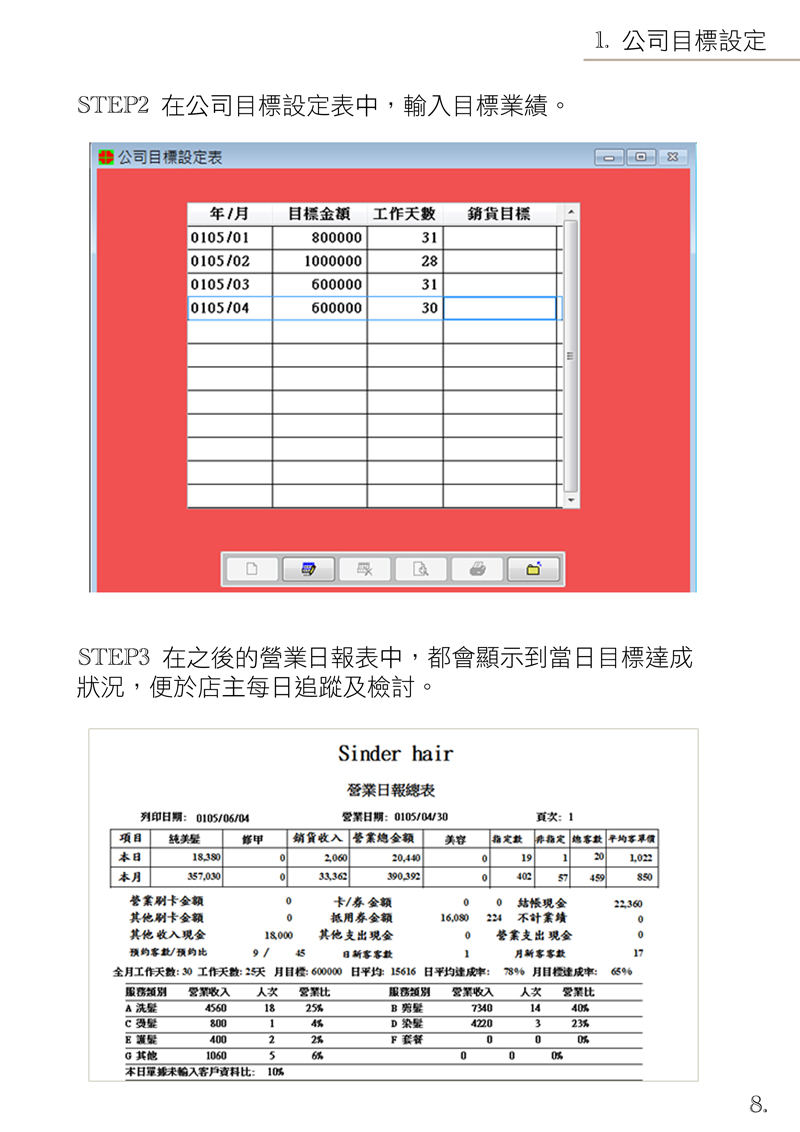 1. 公司目標設定
STEP2 在公司目標設定表中，輸入目標業績。
公司目標設定表
年/月 目標金額 工作天數 銷貨目標
0105/01 800000 31
0105/02 1000000 28
0105/03 600000 31
0105/04 600000 30
STEP3 在之後的營業日報表中，都會顯示到當日目標達成
狀況，便於店主每日追蹤及檢討。
Sinder hair
營業日報總表
列印日期: 0105/06/04 營業日期: 0105/04/30 頁次: 1
項目 純美髮 修甲 銷貨收入 營業總金額 美容 指定數 非指定 總客數 平均客單價
本日 18,380 0 2,060 20,440 0 19 1 20 1,022
本月 357,030 0 33,362 390,392 0 402 57 459 850
營業刷卡金額 0 卡/券金額 0 0 結帳現金 22,360
其他刷卡金額 0 抵用券金額 16,080 224 不計業績 0
其他收入現金 18,000 其他支出現金 0 營業支出現金 0
預約客數/預約比 9 / 45 日新客客數 1 月新客客數 17
全月工作天數: 30 工作天數: 25天 月目標: 600000 日平均: 15616 日平均達成率: 78% 月目標達成率: 65%
服務類別 營業收入 人次 營業比 服務類別 營業收入 人次 營業比
A 洗髮 4560 18 25% B 剪髮 7340 14 40%
C 燙髮 800 1 4% D 染髮 4220 3 23%
E 護髮 400 2 2% F 套餐 0 0 0%
G 其他 1060 5 6% 0 0 0%
本日單據未輸入客戶資料比: 10%
8.